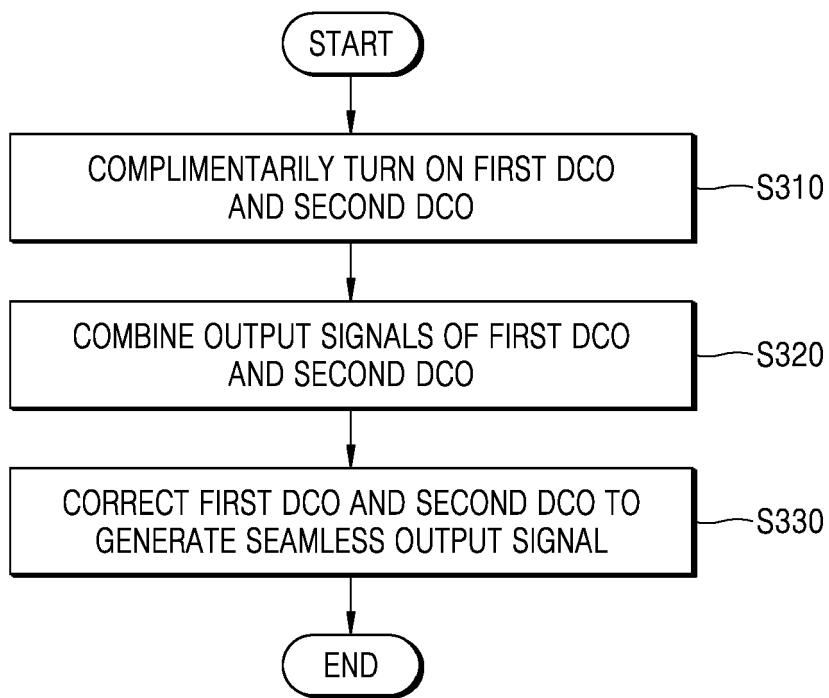 START
COMPLIMENTARILY TURN ON FIRST DCO
AND SECOND DCO
S310
COMBINE OUTPUT SIGNALS OF FIRST DCO
AND SECOND DCO
S320
CORRECT FIRST DCO AND SECOND DCO TO
GENERATE SEAMLESS OUTPUT SIGNAL
S330
END